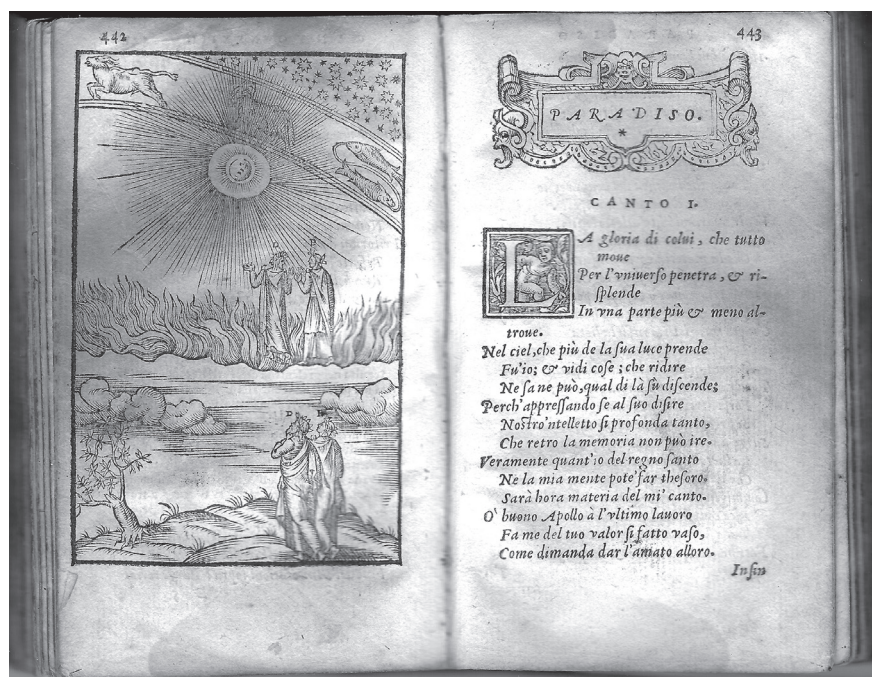 442
D B
D B
443
PARADISO.
*
CANTO I.
LA gloria di colui, che tutto
moue
Per l'vniuerſo penetra, & ri-
ſplende
In vna parte più & meno al-
troue.
Nel ciel, che più de la ſua luce prende
Fu'io; & vidi coſe; che ridire
Ne ſa ne può, qual di là ſù diſcende;
Perch'appreſſando ſe al ſuo diſire
Noſtro'ntelletto ſi profonda tanto,
Che retro la memoria non può ire.
Veramente quant'io del regno ſanto
Ne la mia mente pote' far theſoro.
Sarà hora materia del mi' canto.
O' buono Apollo à l'vltimo lauoro
Fa me del tuo valor ſi fatto vaſo,
Come dimanda dar l'amato alloro.
Inſin